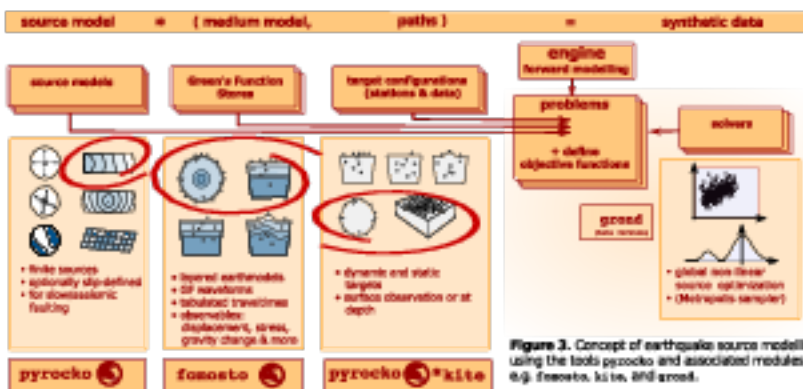 source model * ( medium model, paths ) = synthetic data
engine
forward modelling
source models
Green's Function
Stores
target configurations
(stations & data)
problems
+ define
objective functions
solvers
grond
• finite sources
• optionally slip-defined
• for slow/seismic
faulting
• layered earthmodels
• GF waveforms
• tabulated traveltimes
• observables:
displacement, stress,
gravity change & more
• dynamic and static
targets
• surface observation or at
depth
• global non linear
source optimization
• (Metropolis sampler)
pyrocko
fomosto
pyrocko *kite
Figure 3. Concept of earthquake source modelli
using the tools pyrocko and associated modules
e.g. fomosto, kite, and grond.